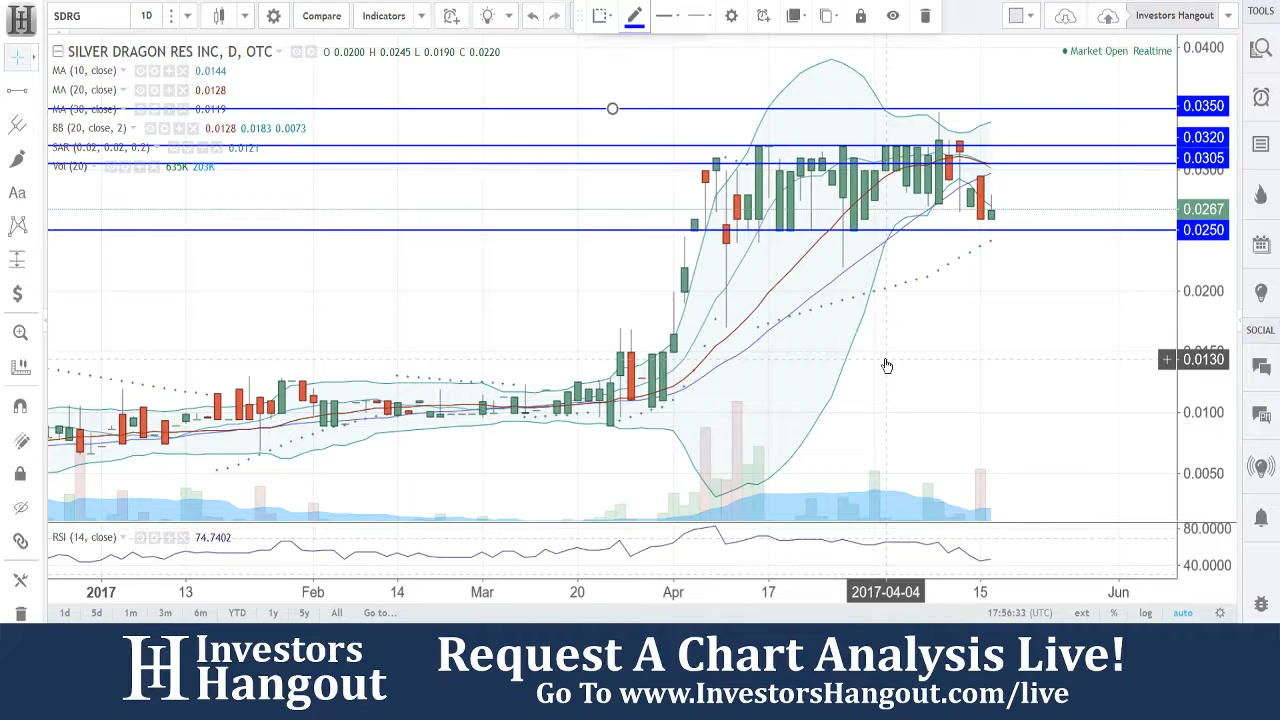 SDRG 1D Compare Indicators Investors Hangout TOOLS
SILVER DRAGON RES INC, D, OTC O 0.0200 H 0.0245 L 0.0190 C 0.0220 Market Open Realtime 0.0400
MA (10, close) 0.0144
MA (20, close) 0.0128
MA (30, close) 0.0119 0.0350
BB (20, close, 2) 0.0128 0.0183 0.0073 0.0320
SAR (0.02, 0.02, 0.2) 0.0121 0.0305
Vol (20) 635K 203K 0.0300
Aa
0.0267
0.0250
0.0200
SOCIAL
0.0150
0.0130
0.0100
0.0050
RSI (14, close) 74.7402 80.0000
40.0000
2017 13 Feb 14 Mar 20 Apr 17 2017-04-04 15 Jun
1d 5d 1m 3m 6m YTD 1y 5y All Go to... 17:56:33 (UTC) ext % log auto
H Investors Hangout
Request A Chart Analysis Live!
Go To www.InvestorsHangout.com/live